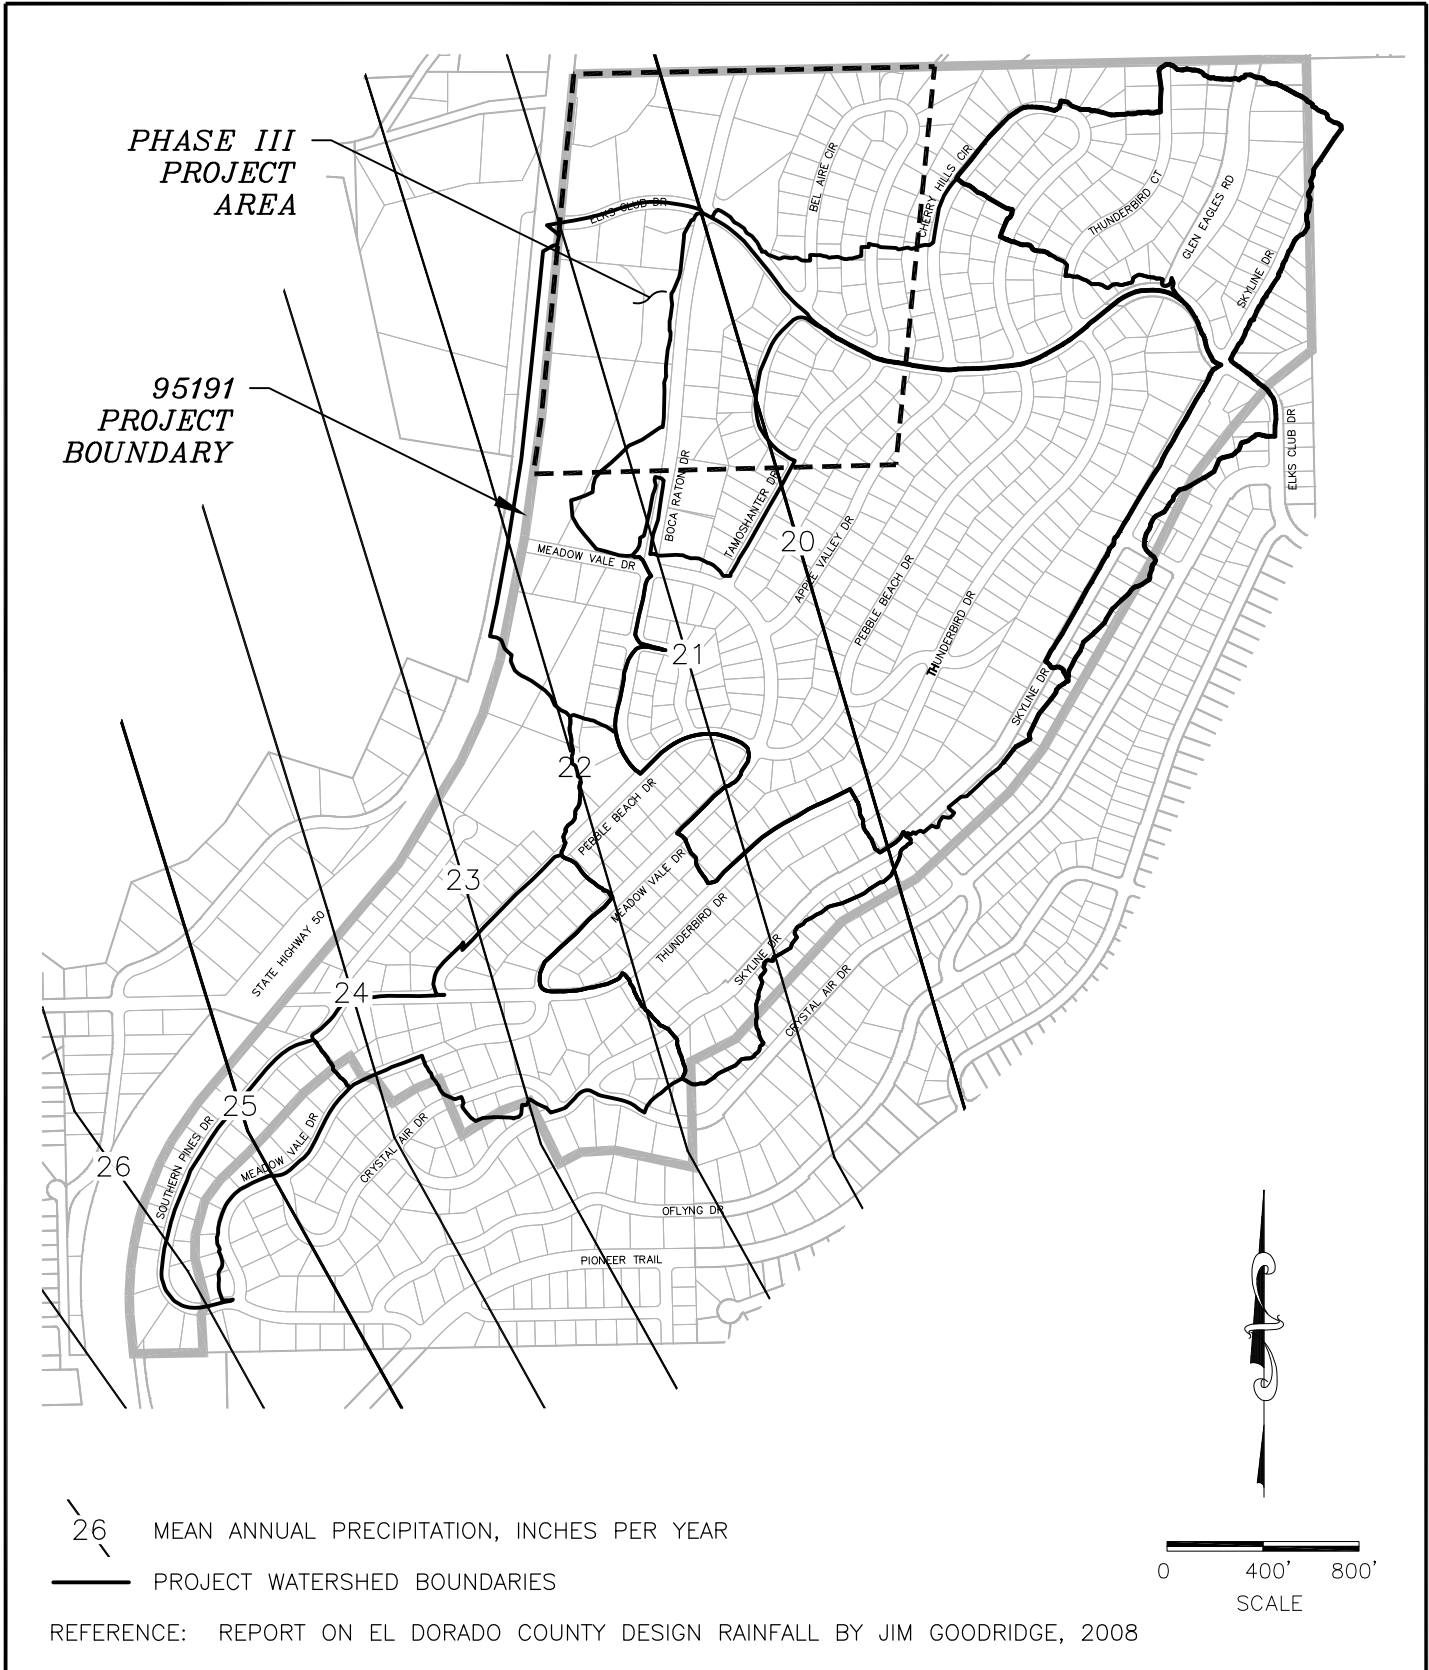 PHASE III
PROJECT
AREA
ELKS CLUB DR
BEL AIRE CIR
CHERRY HILLS CIR
THUNDERBIRD CT
GLEN EAGLES RD
SKYLINE DR
95191
PROJECT
BOUNDARY
ELKS CLUB DR
BOCA RATON DR
TAMOSHANTER DR
20
MEADOW VALE DR
APPLE VALLEY DR
PEBBLE BEACH DR
THUNDERBIRD DR
21
SKYLINE DR
22
PEBBLE BEACH DR
23
MEADOW VALE DR
THUNDERBIRD DR
STATE HIGHWAY 50
SKYLINE DR
24
CRYSTAL AIR DR
25
SOUTHERN PINES DR
MEADOW VALE DR
CRYSTAL AIR DR
26
OFLYNG DR
PIONEER TRAIL
26 MEAN ANNUAL PRECIPITATION, INCHES PER YEAR
PROJECT WATERSHED BOUNDARIES
0 400' 800'
SCALE
REFERENCE: REPORT ON EL DORADO COUNTY DESIGN RAINFALL BY JIM GOODRIDGE, 2008